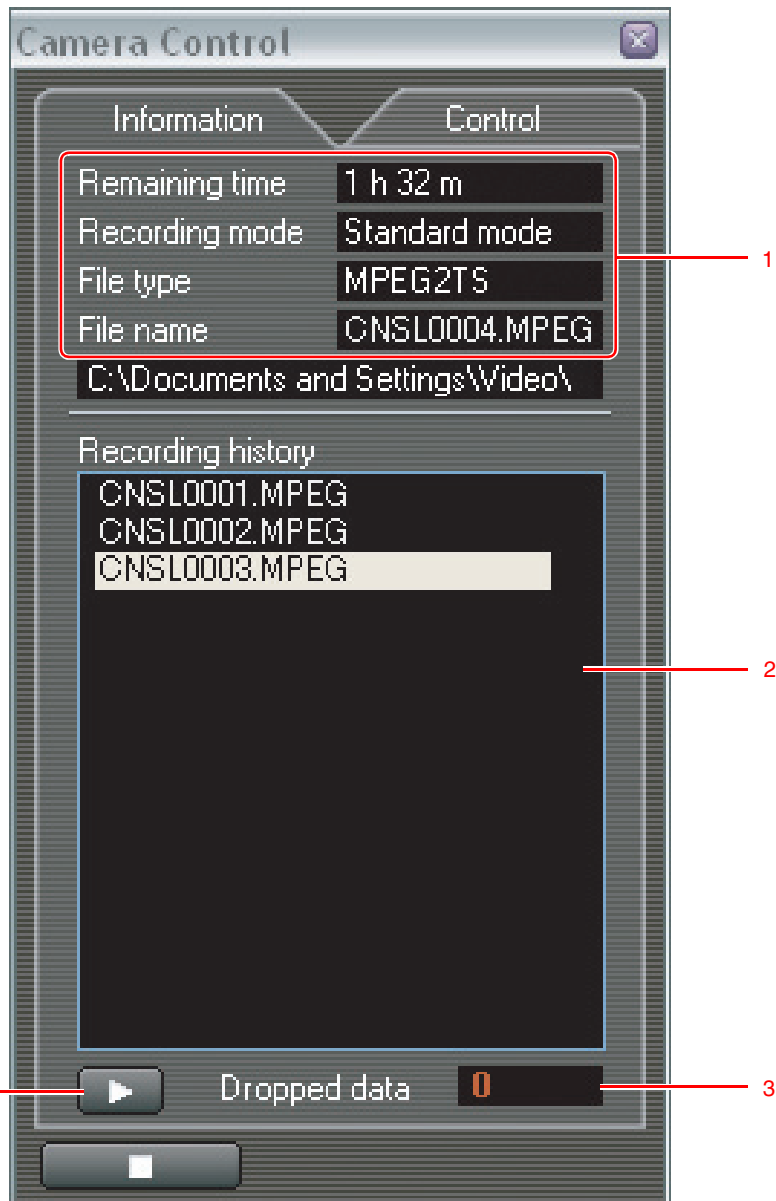 Camera Control
Information Control
Remaining time 1 h 32 m
Recording mode Standard mode
File type MPEG2TS
File name CNSL0004.MPEG
C:\Documents and Settings\Video\
Recording history
CNSL0001.MPEG
CNSL0002.MPEG
CNSL0003.MPEG
Dropped data 0
1
2
3